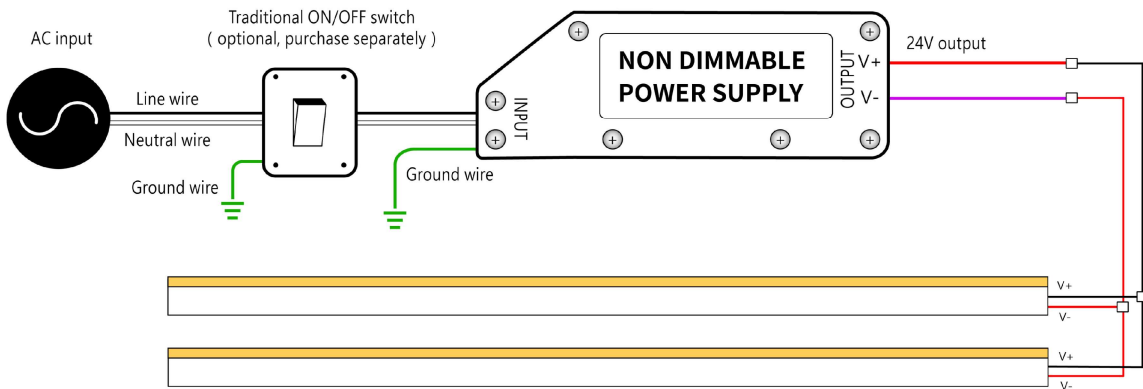 Traditional ON/OFF switch
( optional, purchase separately )
AC input
Line wire
Neutral wire
Ground wire
Ground wire
INPUT
NON DIMMABLE
POWER SUPPLY
OUTPUT
V+
V-
24V output
V+
V-
V+
V-